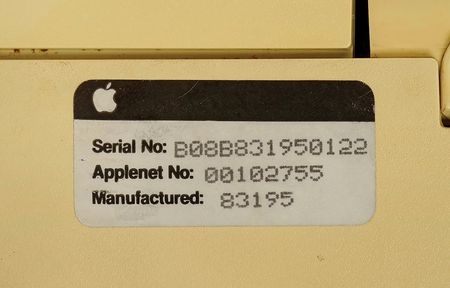 Serial No: B08B831950122
Applenet No: 00102755
Manufactured: 83195